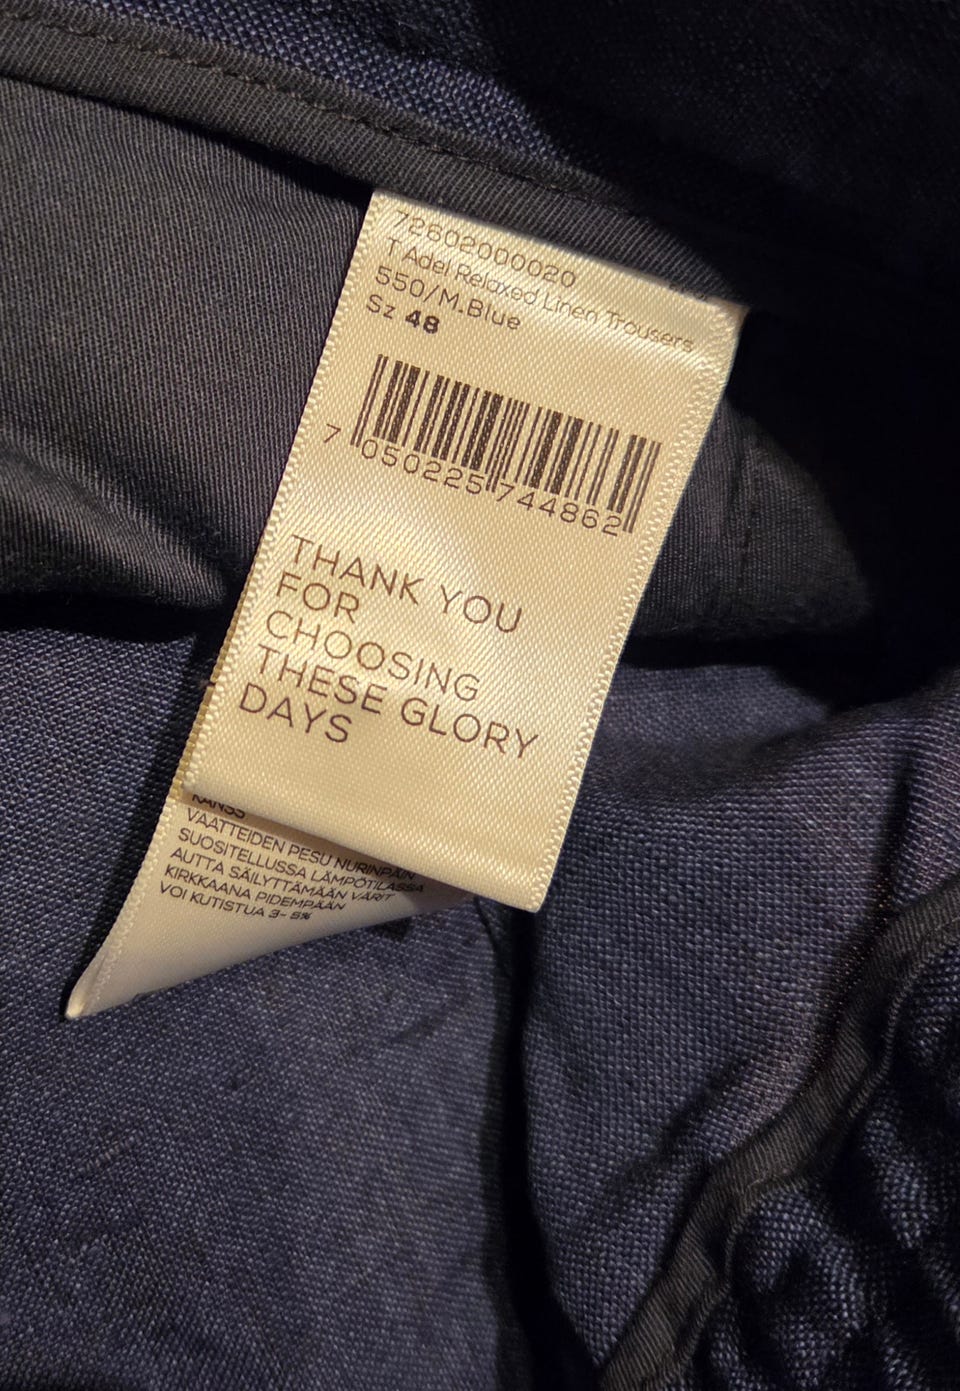 72602000020
T Adel Relaxed Linen Trousers
550/M.Blue
Sz 48
7 050225 744862
THANK YOU
FOR
CHOOSING
THESE GLORY
DAYS
KANSS
VAATTEIDEN PESU NURINPÄIN
SUOSITELLUSSA LÄMPÖTILASSA
AUTTA SÄILYTTÄMÄÄN VÄRIT
KIRKKAANA PIDEMPÄÄN
VOI KUTISTUA 3- 5%